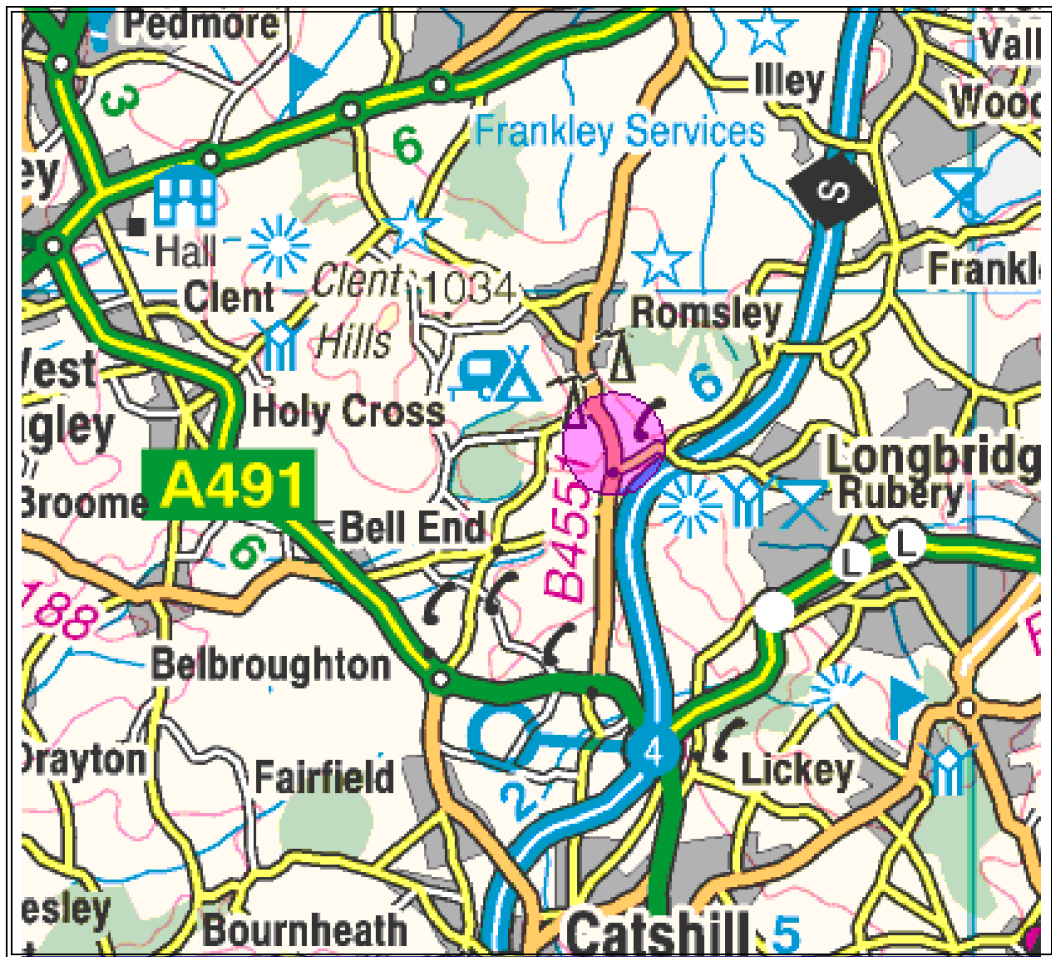 Pedmore
Vall
Illey
Wood
3
6
Frankley Services
ey
S
Hall
Clent
Clent
1034
Frankl
Hills
Romsley
West
6
Holy Cross
gley
Longbridg
A491
Rubery
Broome
Bell End
B4551
6
L
L
188
Belbroughton
4
Drayton
Fairfield
Lickey
2
esley
Bournheath
Catshill
5